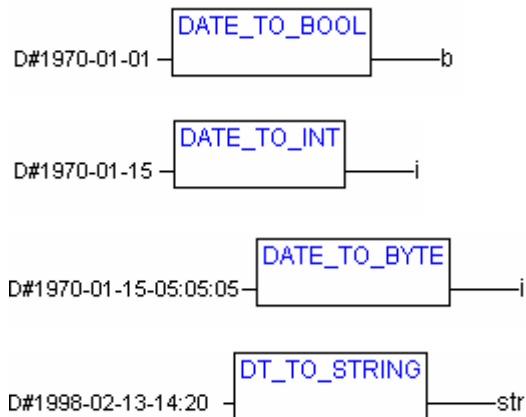 DATE_TO_BOOL
D#1970-01-01 b
DATE_TO_INT
D#1970-01-15 i
DATE_TO_BYTE
D#1970-01-15-05:05:05 i
DT_TO_STRING
D#1998-02-13-14:20 str